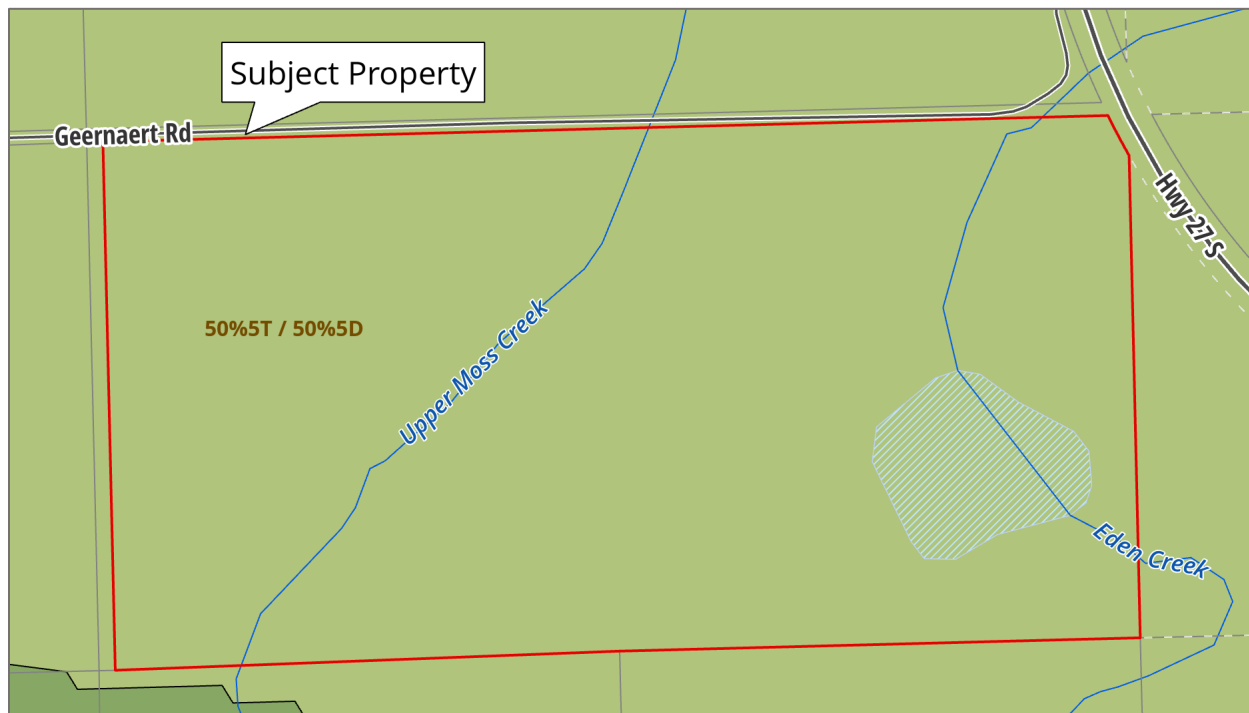 Subject Property
Geernaert Rd
Hwy-27-S
50%5T / 50%5D
Upper Moss Creek
Eden Creek